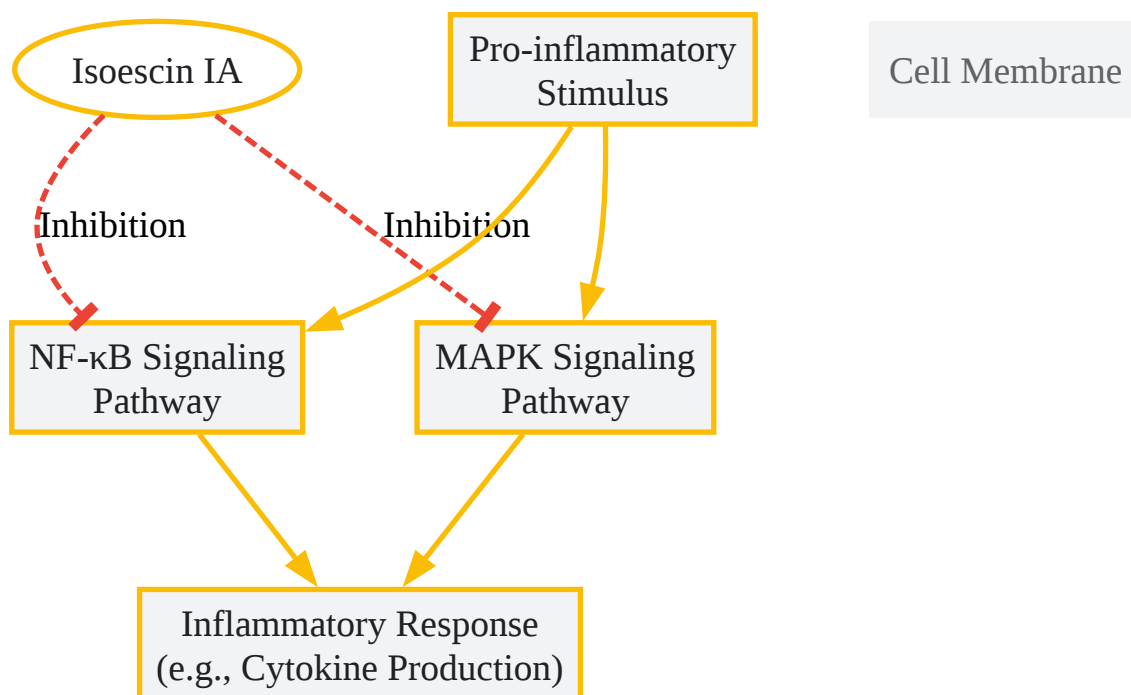 Isoescin IA
Pro-inflammatory
Stimulus
Cell Membrane
Inhibition
Inhibition
NF-κB Signaling
Pathway
MAPK Signaling
Pathway
Inflammatory Response
(e.g., Cytokine Production)